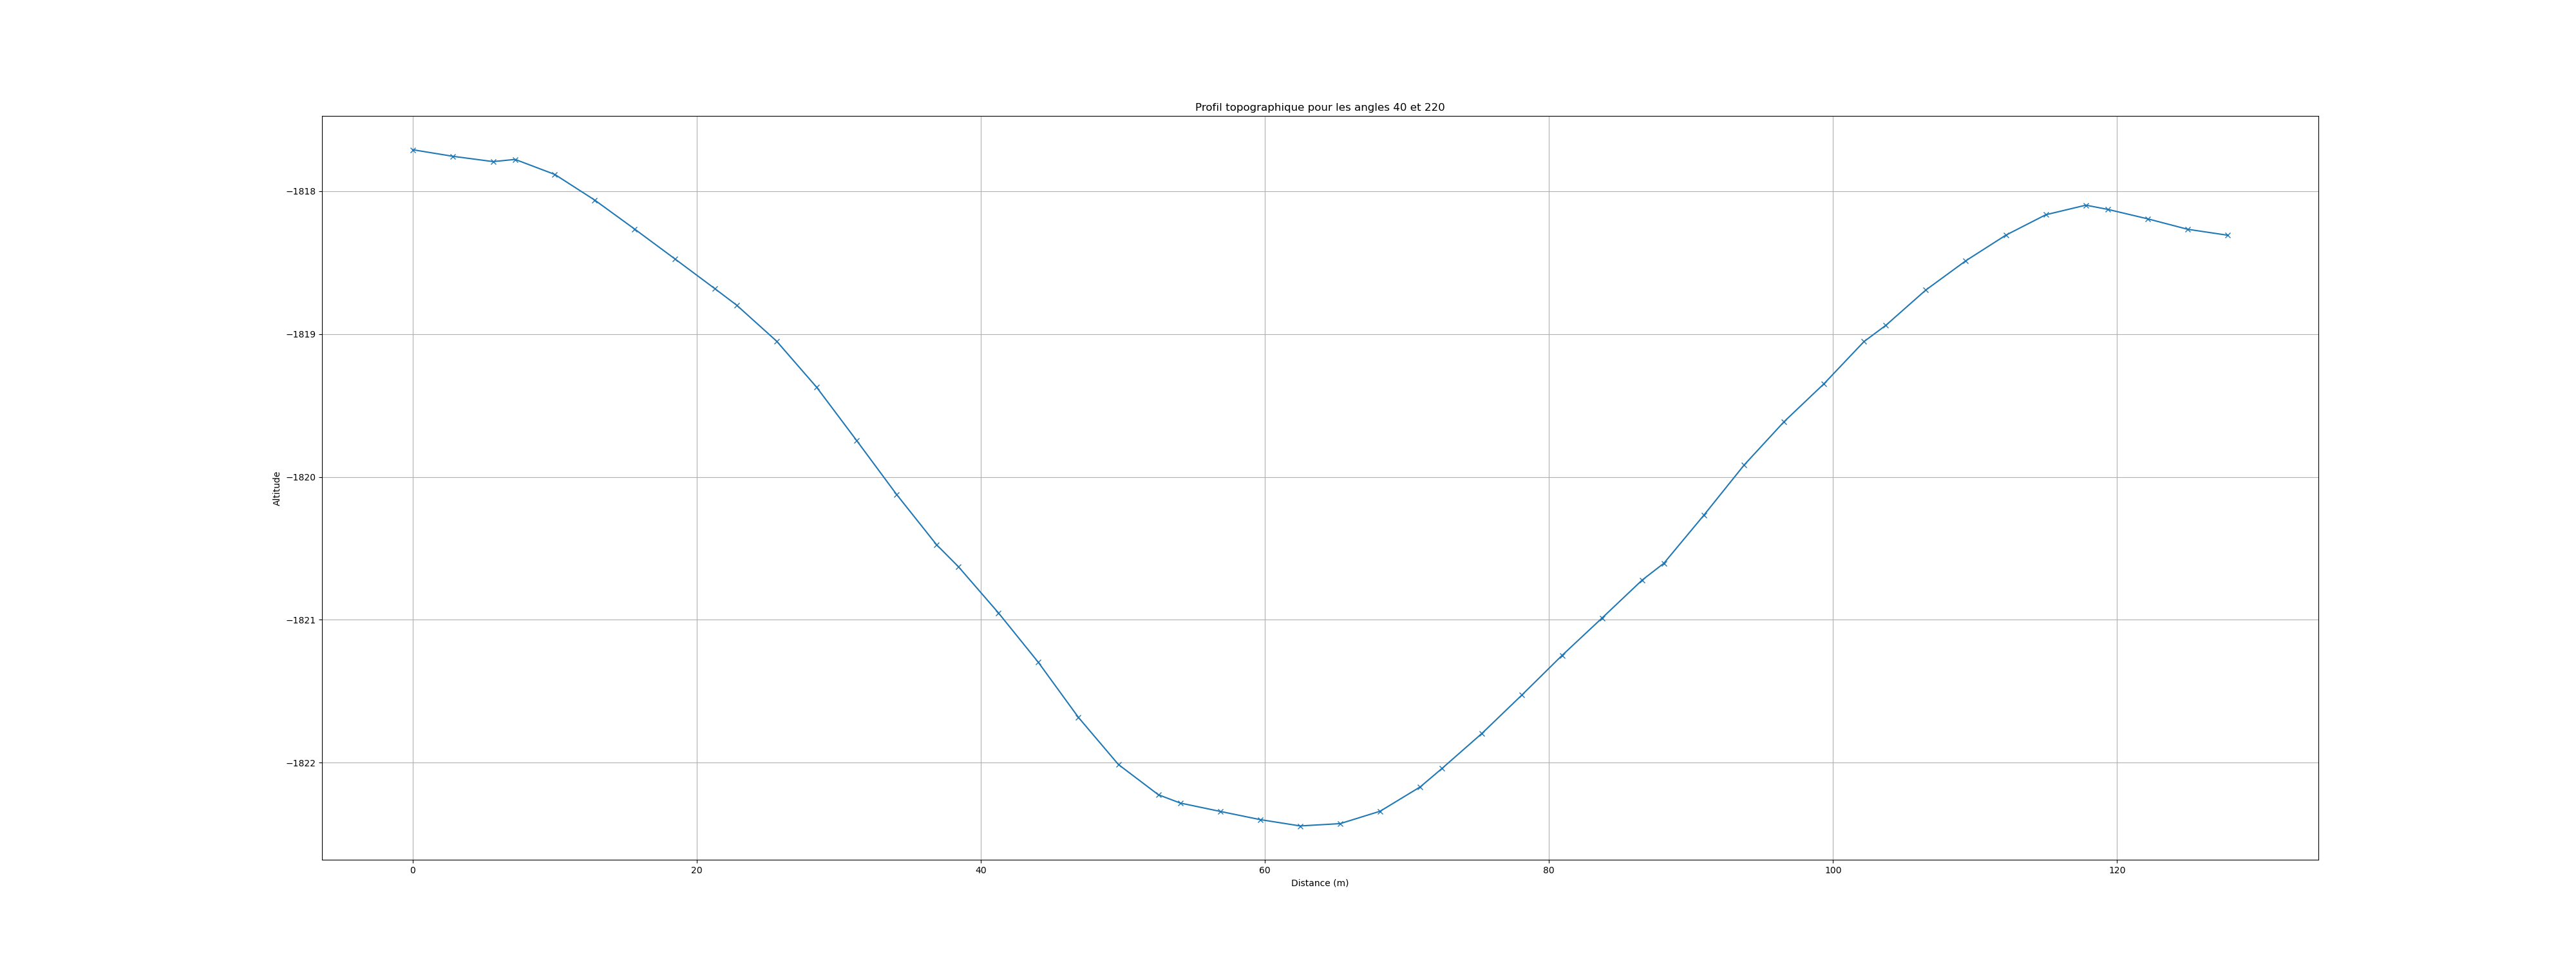 Profil topographique pour les angles 40 et 220
−1818
−1819
−1820
−1821
−1822
Altitude
0 20 40 60 80 100 120
Distance (m)